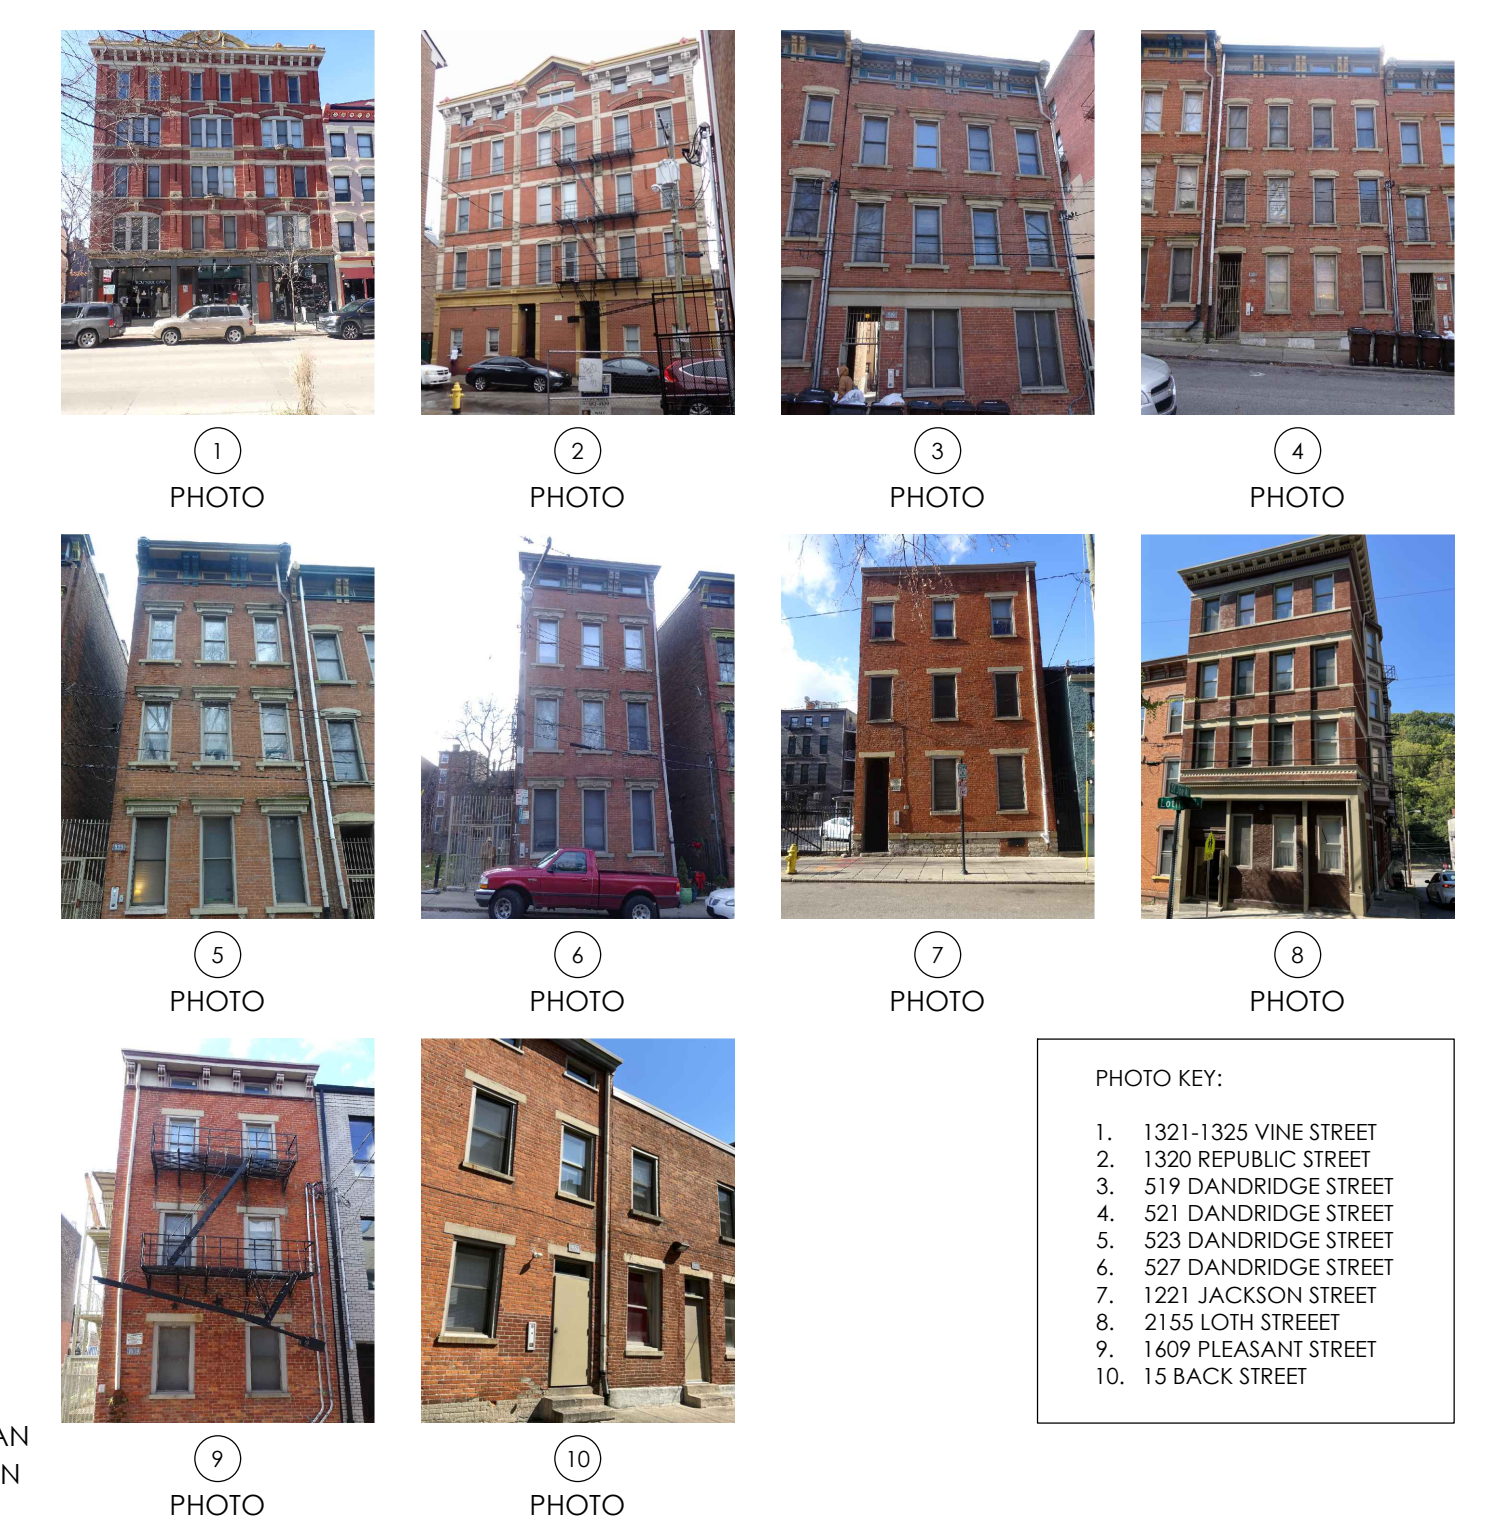 1
PHOTO
2
PHOTO
3
PHOTO
4
PHOTO
5
PHOTO
6
PHOTO
7
PHOTO
8
PHOTO
9
PHOTO
10
PHOTO
PHOTO KEY:
1. 1321-1325 VINE STREET
2. 1320 REPUBLIC STREET
3. 519 DANDRIDGE STREET
4. 521 DANDRIDGE STREET
5. 523 DANDRIDGE STREET
6. 527 DANDRIDGE STREET
7. 1221 JACKSON STREET
8. 2155 LOTH STREEET
9. 1609 PLEASANT STREET
10. 15 BACK STREET
AN
N